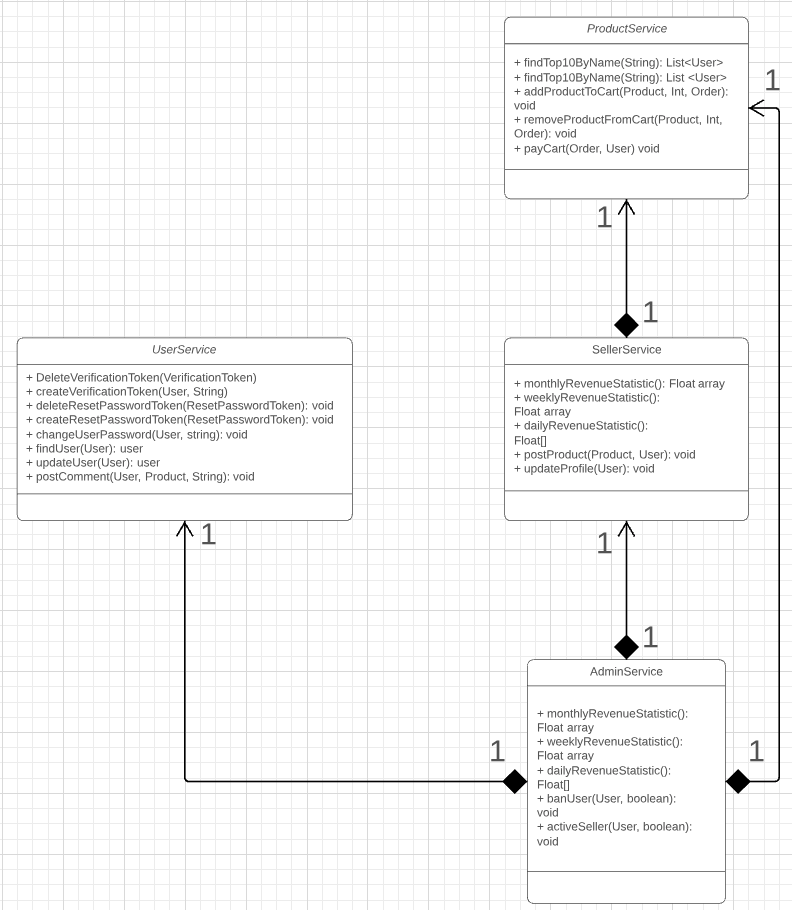 ProductService
+ findTop10ByName(String): List<User>
+ findTop10ByName(String): List <User>
+ addProductToCart(Product, Int, Order):
void
+ removeProductFromCart(Product, Int,
Order): void
+ payCart(Order, User) void
1
1
1
UserService
+ DeleteVerificationToken(VerificationToken)
+ createVerificationToken(User, String)
+ deleteResetPasswordToken(ResetPasswordToken): void
+ createResetPasswordToken(ResetPasswordToken): void
+ changeUserPassword(User, string): void
+ findUser(User): user
+ updateUser(User): user
+ postComment(User, Product, String): void
SellerService
+ monthlyRevenueStatistic(): Float array
+ weeklyRevenueStatistic():
Float array
+ dailyRevenueStatistic():
Float[]
+ postProduct(Product, User): void
+ updateProfile(User): void
1
1
1
AdminService
+ monthlyRevenueStatistic():
Float array
+ weeklyRevenueStatistic():
Float array
+ dailyRevenueStatistic():
Float[]
+ banUser(User, boolean):
void
+ activeSeller(User, boolean):
void
1
1